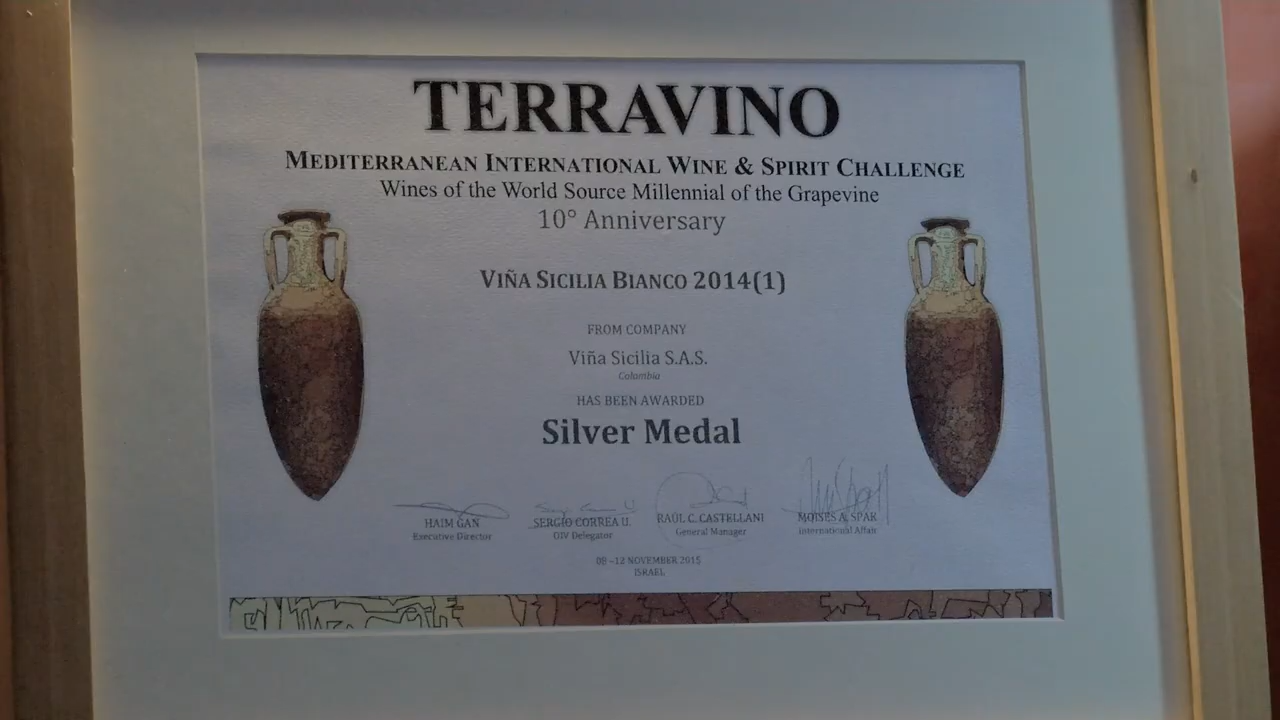 TERRAVINO
MEDITERRANEAN INTERNATIONAL WINE & SPIRIT CHALLENGE
Wines of the World Source Millennial of the Grapevine
10° Anniversary
VIÑA SICILIA BIANCO 2014(1)
FROM COMPANY
Viña Sicilia S.A.S.
Colombia
HAS BEEN AWARDED
Silver Medal
HAIM GAN SERGIO CORREA U. RAÚL C. CASTELLANI MOISES A. SPAK
Executive Director OIV Delegator General Manager International Affair
08 -12 NOVEMBER 2015
ISRAEL